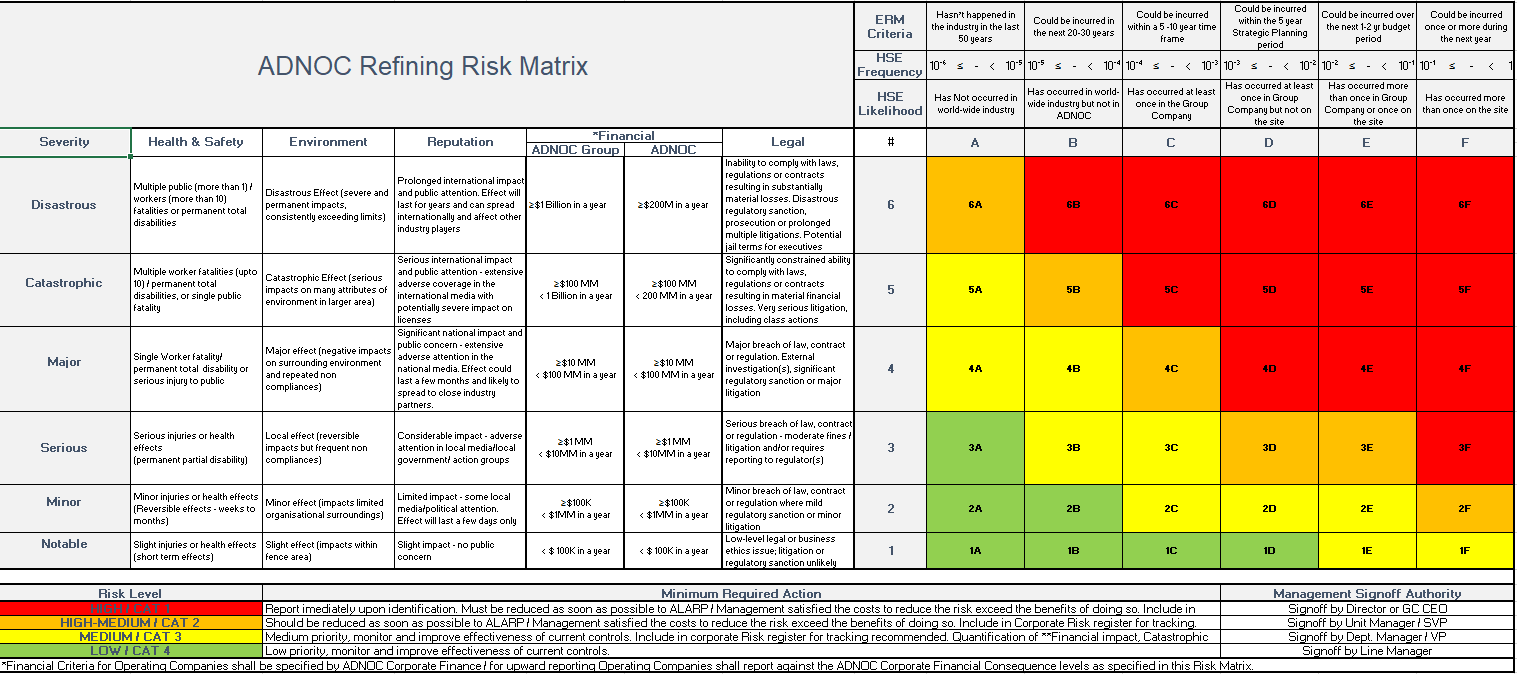 ADNOC Refining Risk Matrix
ERM
Criteria
Hasn't happened in
the industry in the last
50 years
Could be incurred in
the next 20-30 years
Could be incurred
within a 5 -10 year time
frame
Could be incurred
within the 5 year
Strategic Planning
period
Could be incurred over
the next 1-2 yr budget
period
Could be incurred
once or more during
the next year
HSE
Frequency
10⁻⁶ ≤ - < 10⁻⁵
10⁻⁵ ≤ - < 10⁻⁴
10⁻⁴ ≤ - < 10⁻³
10⁻³ ≤ - < 10⁻²
10⁻² ≤ - < 10⁻¹
10⁻¹ ≤ - < 1
HSE
Likelihood
Has Not occurred in
world-wide industry
Has occurred in world-
wide industry but not in
ADNOC
Has occurred at least
once in the Group
Company
Has occurred at least
once in Group
Company but not on
the site
Has occurred more
than once in Group
Company or once on
the site
Has occurred more
than once on the site
Severity
Health & Safety
Environment
Reputation
*Financial
ADNOC Group
ADNOC
Legal
#
A
B
C
D
E
F
Disastrous
Multiple public (more than 1) /
workers (more than 10)
fatalities or permanent total
disabilities
Disastrous Effect (severe and
permanent impacts,
consistently exceeding limits)
Prolonged international impact
and public attention. Effect will
last for years and can spread
internationally and affect other
industry players
≥$1 Billion in a year
≥$200M in a year
Inability to comply with laws,
regulations or contracts
resulting in substantially
material losses. Disastrous
regulatory sanction,
prosecution or prolonged
multiple litigations. Potential
jail terms for executives
6
6A
6B
6C
6D
6E
6F
Catastrophic
Multiple worker fatalities (upto
10) / permanent total
disabilities, or single public
fatality
Catastrophic Effect (serious
impacts on many attributes of
environment in larger area)
Serious international impact
and public attention - extensive
adverse coverage in the
international media with
potentially severe impact on
licenses
≥$100 MM
< 1 Billion in a year
≥$100 MM
< 200 MM in a year
Significantly constrained ability
to comply with laws,
regulations or contracts
resulting in material financial
losses. Very serious litigation,
including class actions
5
5A
5B
5C
5D
5E
5F
Major
Single Worker fatality/
permanent total disability or
serious injury to public
Major effect (negative impacts
on surrounding environment
and repeated non
compliances)
Significant national impact and
public concern - extensive
adverse attention in the
national media. Effect could
last a few months and likely to
spread to close industry
partners.
≥$10 MM
< $100 MM in a year
≥$10 MM
< $100 MM in a year
Major breach of law, contract
or regulation. External
investigation(s), significant
regulatory sanction or major
litigation
4
4A
4B
4C
4D
4E
4F
Serious
Serious injuries or health
effects
(permanent partial disability)
Local effect (reversible
impacts but frequent non
compliances)
Considerable impact - adverse
attention in local media/local
government/ action groups
≥$1 MM
< $10MM in a year
≥$1 MM
< $10MM in a year
Serious breach of law, contract
or regulation - moderate fines /
litigation and/or requires
reporting to regulator(s)
3
3A
3B
3C
3D
3E
3F
Minor
Minor injuries or health effects
(Reversible effects - weeks to
months)
Minor effect (impacts limited
organisational surroundings)
Limited impact - some local
media/political attention.
Effect will last a few days only
≥$100K
< $1MM in a year
≥$100K
< $1MM in a year
Minor breach of law, contract
or regulation where mild
regulatory sanction or minor
litigation
2
2A
2B
2C
2D
2E
2F
Notable
Slight injuries or health effects
(short term effects)
Slight effect (impacts within
fence area)
Slight impact - no public
concern
< $ 100K in a year
< $ 100K in a year
Low-level legal or business
ethics issue; litigation or
regulatory sanction unlikely
1
1A
1B
1C
1D
1E
1F
Risk Level
Minimum Required Action
Management Signoff Authority
HIGH / CAT 1
Report imediately upon identification. Must be reduced as soon as possible to ALARP / Management satisfied the costs to reduce the risk exceed the benefits of doing so. Include in
Signoff by Director or GC CEO
HIGH-MEDIUM / CAT 2
Should be reduced as soon as possible to ALARP / Management satisfied the costs to reduce the risk exceed the benefits of doing so. Include in Corporate Risk register for tracking.
Signoff by Unit Manager / SVP
MEDIUM / CAT 3
Medium priority, monitor and improve effectiveness of current controls. Include in corporate Risk register for tracking recommended. Quantification of **Financial impact, Catastrophic
Signoff by Dept. Manager / VP
LOW / CAT 4
Low priority, monitor and improve effectiveness of current controls.
Signoff by Line Manager
*Financial Criteria for Operating Companies shall be specified by ADNOC Corporate Finance / for upward reporting Operating Companies shall report against the ADNOC Corporate Financial Consequence levels as specified in this Risk Matrix.